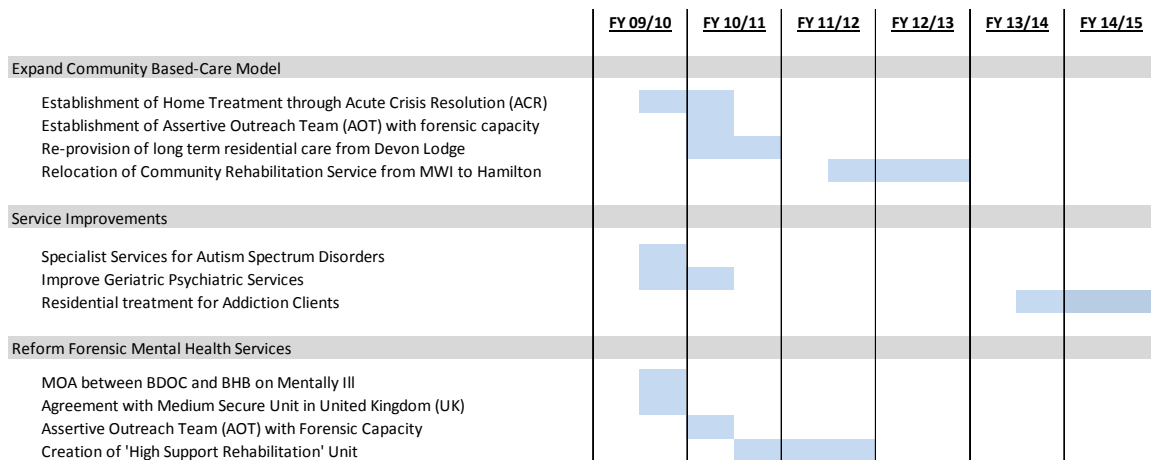 FY 09/10 FY 10/11 FY 11/12 FY 12/13 FY 13/14 FY 14/15
Expand Community Based-Care Model
Establishment of Home Treatment through Acute Crisis Resolution (ACR)
Establishment of Assertive Outreach Team (AOT) with forensic capacity
Re-provision of long term residential care from Devon Lodge
Relocation of Community Rehabilitation Service from MWI to Hamilton
Service Improvements
Specialist Services for Autism Spectrum Disorders
Improve Geriatric Psychiatric Services
Residential treatment for Addiction Clients
Reform Forensic Mental Health Services
MOA between BDOC and BHB on Mentally Ill
Agreement with Medium Secure Unit in United Kingdom (UK)
Assertive Outreach Team (AOT) with Forensic Capacity
Creation of 'High Support Rehabilitation' Unit